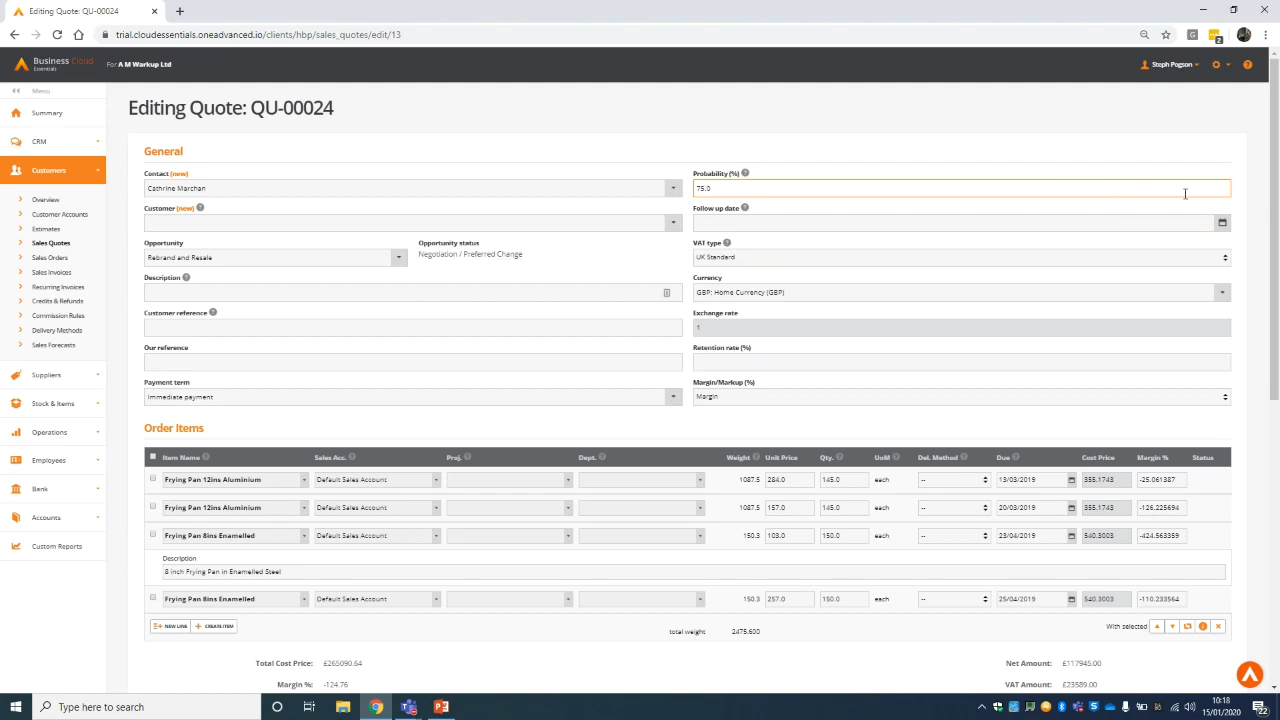 Editing Quote: QU-00024
trial.cloudessentials.oneadvanced.io/clients/hbp/sales_quotes/edit/13
Business Cloud
Essentials
For A M Warkup Ltd
Steph Pogson
Menu
Summary
CRM
Customers
Overview
Customer Accounts
Estimates
Sales Quotes
Sales Orders
Sales Invoices
Recurring Invoices
Credits & Refunds
Commission Rules
Delivery Methods
Sales Forecasts
Suppliers
Stock & Items
Operations
Employees
Bank
Accounts
Custom Reports
Editing Quote: QU-00024
General
Contact (new)
Cathrine Marchan
Customer (new)
Opportunity
Rebrand and Resale
Opportunity status
Negotiation / Preferred Change
Description
Customer reference
Our reference
Payment term
Immediate payment
Probability (%)
75.0
Follow up date
VAT type
UK Standard
Currency
GBP: Home Currency (GBP)
Exchange rate
1
Retention rate (%)
Margin/Markup (%)
Margin
Order Items
Item Name Sales Acc. Proj. Dept. Weight Unit Price Qty. UoM Del. Method Due Cost Price Margin % Status
Frying Pan 12ins Aluminium Default Sales Account 1087.5 284.0 145.0 each -- 13/03/2019 355.1743 -25.061387
Frying Pan 12ins Aluminium Default Sales Account 1087.5 157.0 145.0 each -- 20/03/2019 355.1743 -126.225694
Frying Pan 8ins Enamelled Default Sales Account 150.3 103.0 150.0 each -- 23/04/2019 540.3003 -424.563359
Description
8 inch Frying Pan in Enamelled Steel
Frying Pan 8ins Enamelled Default Sales Account 150.3 257.0 150.0 each -- 25/04/2019 540.3003 -110.233564
NEW LINE CREATE ITEM total weight 2475.600 With selected
Total Cost Price: £265090.64 Net Amount: £117945.00
Margin %: -124.76 VAT Amount: £23589.00
Type here to search
10:18
15/01/2020
22